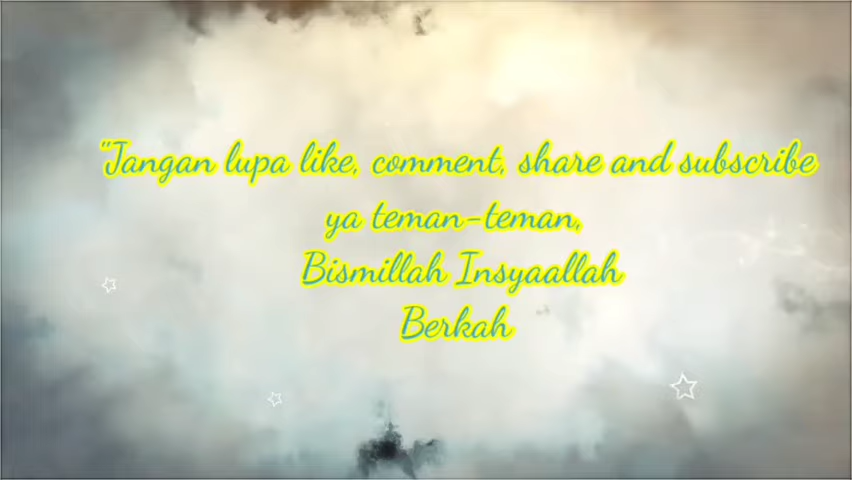 "Jangan lupa like, comment, share and subscribe
ya teman-teman,
Bismillah Insyaallah
Berkah